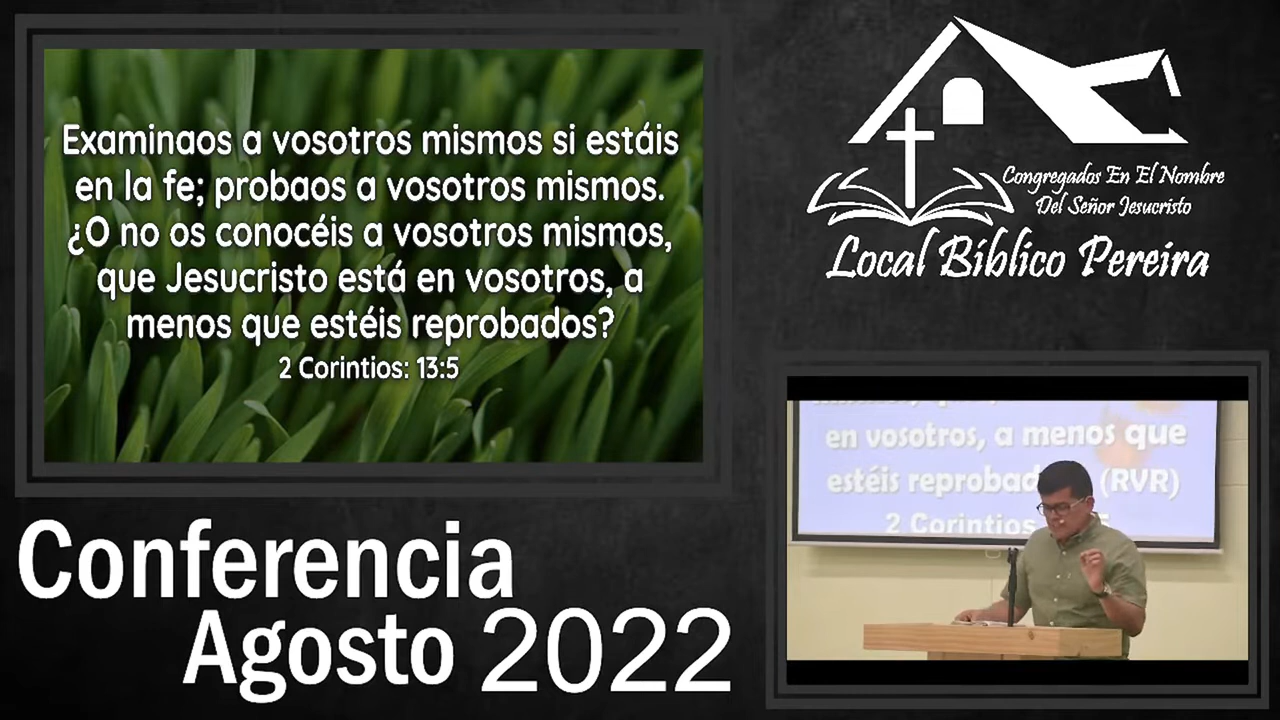 Examinaos a vosotros mismos si estáis
en la fe; probaos a vosotros mismos.
¿O no os conocéis a vosotros mismos,
que Jesucristo está en vosotros, a
menos que estéis reprobados?
2 Corintios: 13:5
Congregados En El Nombre
Del Señor Jesucristo
Local Bíblico Pereira
en vosotros, a menos que
estéis (RVR)
2 Corintios
Conferencia
Agosto 2022